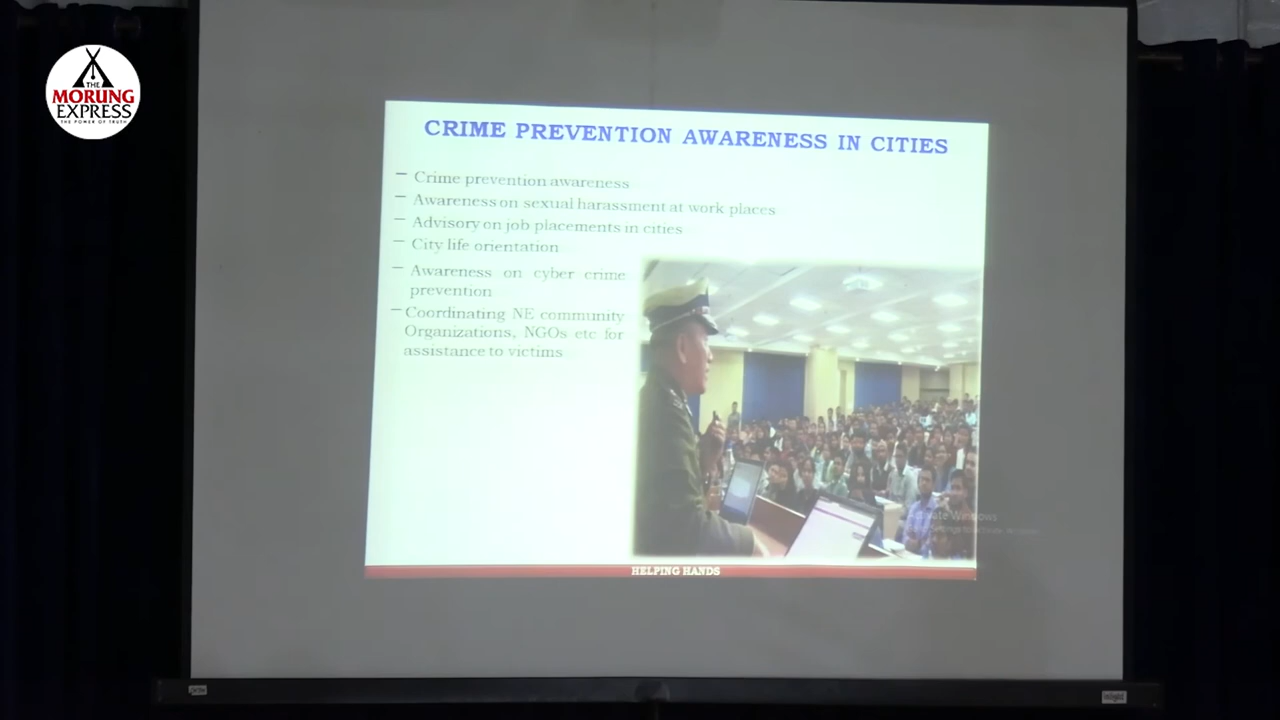 THE
MORUNG
EXPRESS
THE POWER OF TRUTH
CRIME PREVENTION AWARENESS IN CITIES
– Crime prevention awareness
– Awareness on sexual harassment at work places
– Advisory on job placements in cities
– City life orientation
– Awareness on cyber crime
prevention
– Coordinating NE community
Organizations, NGOs etc for
assistance to victims
Windows
HELPING HANDS